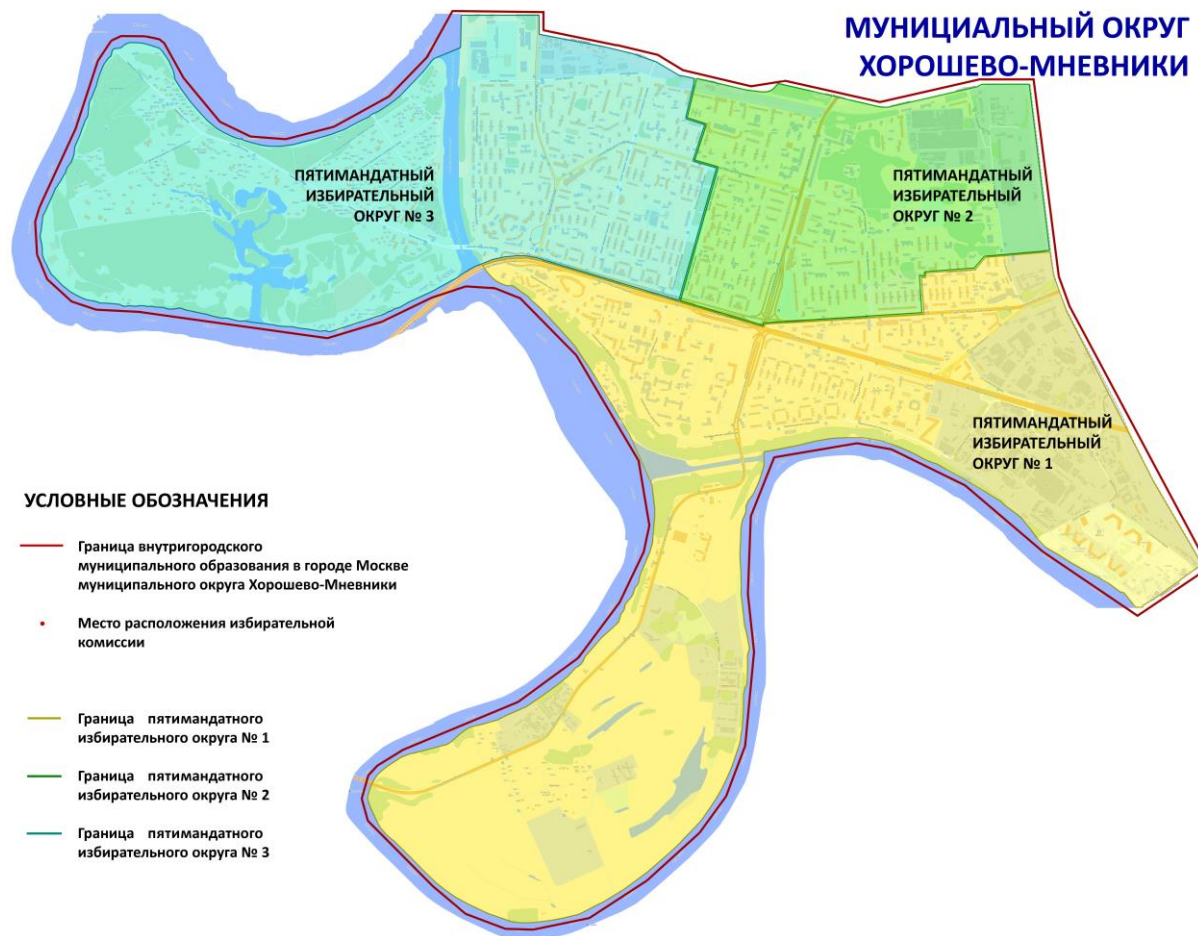 МУНИЦИАЛЬНЫЙ ОКРУГ
ХОРОШЕВО-МНЕВНИКИ
ПЯТИМАНДАТНЫЙ
ИЗБИРАТЕЛЬНЫЙ
ОКРУГ № 3
ПЯТИМАНДАТНЫЙ
ИЗБИРАТЕЛЬНЫЙ
ОКРУГ № 2
ПЯТИМАНДАТНЫЙ
ИЗБИРАТЕЛЬНЫЙ
ОКРУГ № 1
УСЛОВНЫЕ ОБОЗНАЧЕНИЯ
Граница внутригородского
муниципального образования в городе Москве
муниципального округа Хорошево-Мневники
Место расположения избирательной
комиссии
Граница пятимандатного
избирательного округа № 1
Граница пятимандатного
избирательного округа № 2
Граница пятимандатного
избирательного округа № 3